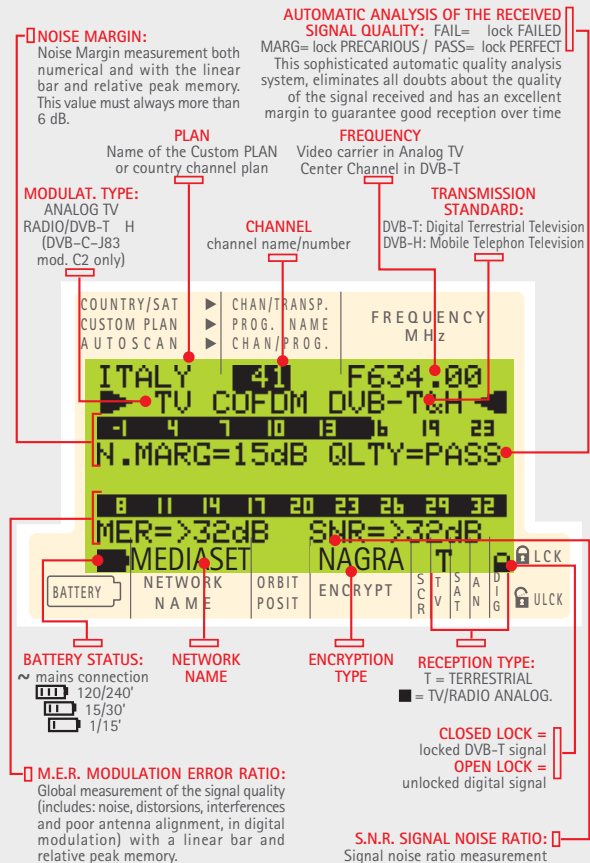 AUTOMATIC ANALYSIS OF THE RECEIVED
SIGNAL QUALITY: FAIL= lock FAILED
MARG= lock PRECARIOUS / PASS= lock PERFECT
This sophisticated automatic quality analysis
system, eliminates all doubts about the quality
of the signal received and has an excellent
margin to guarantee good reception over time
NOISE MARGIN:
Noise Margin measurement both
numerical and with the linear
bar and relative peak memory.
This value must always more than
6 dB.
PLAN
Name of the Custom PLAN
or country channel plan
FREQUENCY
Video carrier in Analog TV
Center Channel in DVB-T
MODULAT. TYPE:
ANALOG TV
RADIO/DVB-T H
(DVB-C-J83
mod. C2 only)
CHANNEL
channel name/number
TRANSMISSION
STANDARD:
DVB-T: Digital Terrestrial Television
DVB-H: Mobile Telephon Television
COUNTRY/SAT ▶ CHAN/TRANSP.
CUSTOM PLAN ▶ PROG. NAME
AUTOSCAN ▶ CHAN/PROG.
FREQUENCY
MHz
ITALY 41 F634.00
TV COFDM DVB-T&H
-1 4 7 10 13 16 19 23
N.MARG=15dB QLTY=PASS
8 11 14 17 20 23 26 29 32
MER=>32dB SNR=>32dB
MEDIASET NAGRA T
LCK
BATTERY
NETWORK
NAME
ORBIT
POSIT
ENCRYPT
SCR
TV
SAT
AN
DIG
ULCK
BATTERY STATUS:
~ mains connection
120/240'
15/30'
1/15'
NETWORK
NAME
ENCRYPTION
TYPE
RECEPTION TYPE:
T = TERRESTRIAL
■ = TV/RADIO ANALOG.
CLOSED LOCK =
locked DVB-T signal
OPEN LOCK =
unlocked digital signal
M.E.R. MODULATION ERROR RATIO:
Global measurement of the signal quality
(includes: noise, distorsions, interferences
and poor antenna alignment, in digital
modulation) with a linear bar and
relative peak memory.
S.N.R. SIGNAL NOISE RATIO:
Signal noise ratio measurement